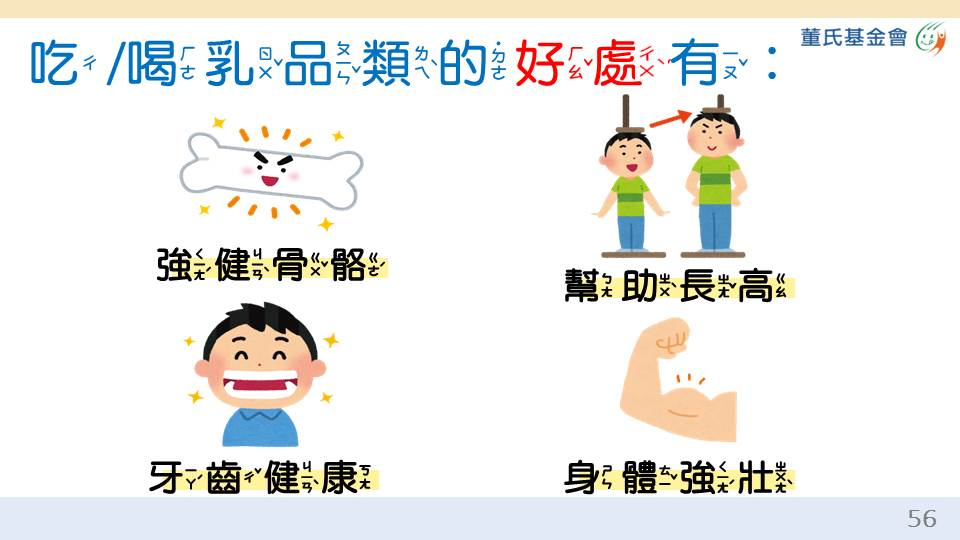 董氏基金會
吃/喝乳品類的好處有：
強健骨骼
幫助長高
牙齒健康
身體強壯
56